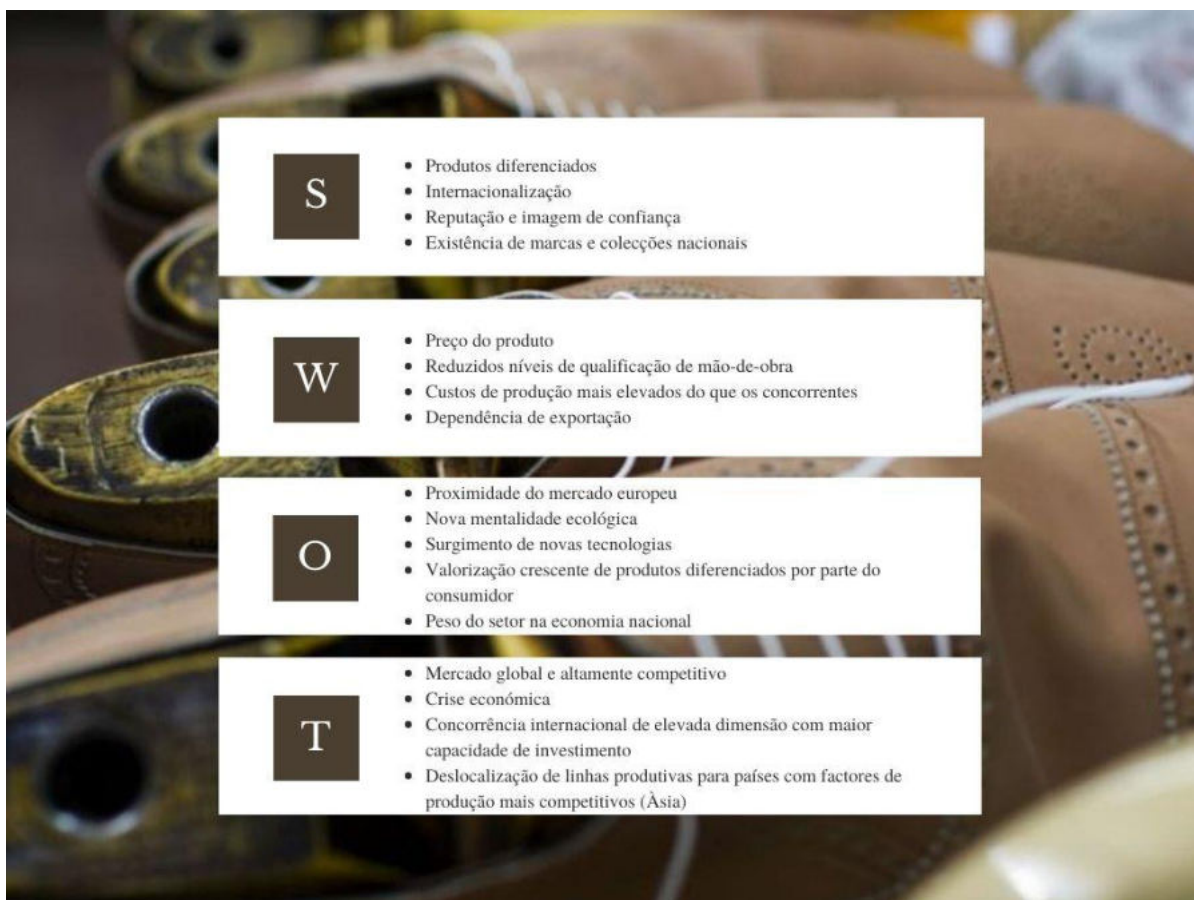 S
• Produtos diferenciados
• Internacionalização
• Reputação e imagem de confiança
• Existência de marcas e colecções nacionais
W
• Preço do produto
• Reduzidos níveis de qualificação de mão-de-obra
• Custos de produção mais elevados do que os concorrentes
• Dependência de exportação
O
• Proximidade do mercado europeu
• Nova mentalidade ecológica
• Surgimento de novas tecnologias
• Valorização crescente de produtos diferenciados por parte do
consumidor
• Peso do setor na economia nacional
T
• Mercado global e altamente competitivo
• Crise económica
• Concorrência internacional de elevada dimensão com maior
capacidade de investimento
• Deslocalização de linhas produtivas para países com factores de
produção mais competitivos (Àsia)